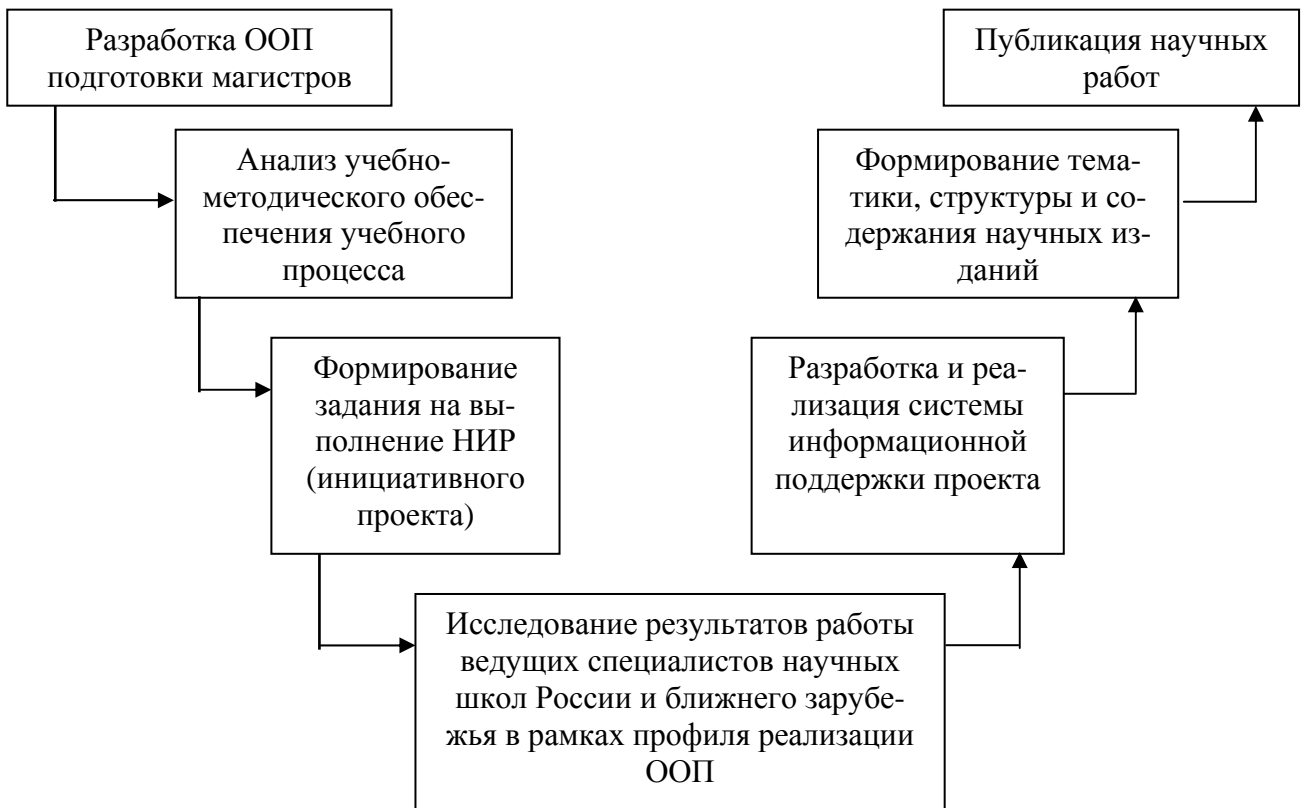 Разработка ООП
подготовки магистров
Анализ учебно-
методического обес-
печения учебного
процесса
Формирование
задания на вы-
полнение НИР
(инициативного
проекта)
Исследование результатов работы
ведущих специалистов научных
школ России и ближнего зарубе-
жья в рамках профиля реализации
ООП
Разработка и реа-
лизация системы
информационной
поддержки проекта
Формирование тема-
тики, структуры и со-
держания научных из-
даний
Публикация научных
работ